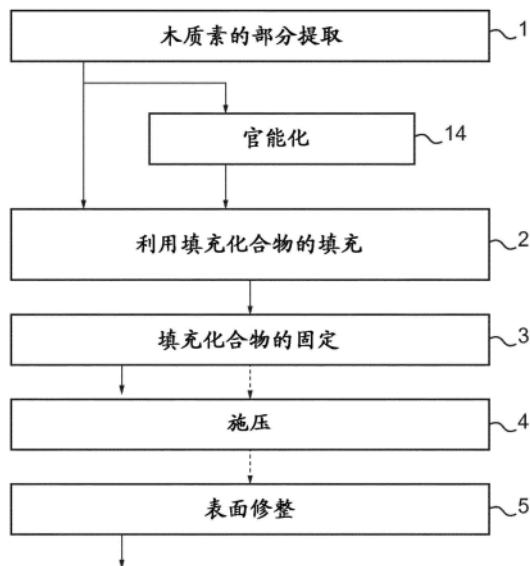 木质素的部分提取 1
官能化 14
利用填充化合物的填充 2
填充化合物的固定 3
施压 4
表面修整 5